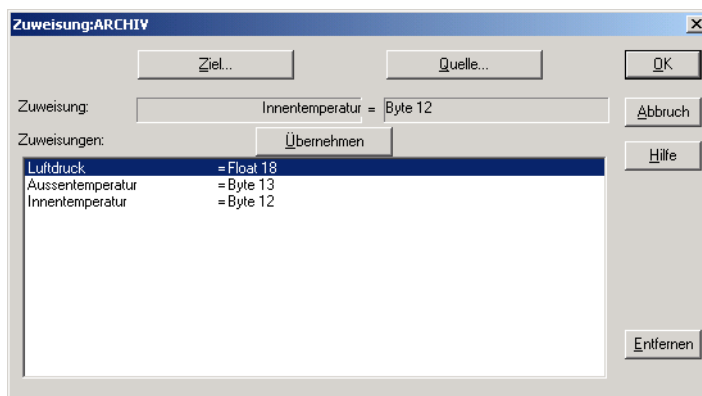 Zuweisung:ARCHIV
Ziel... Quelle... OK
Zuweisung: Innentemperatur = Byte 12 Abbruch
Zuweisungen: Übernehmen Hilfe
Luftdruck = Float 18
Aussentemperatur = Byte 13
Innentemperatur = Byte 12
Entfernen